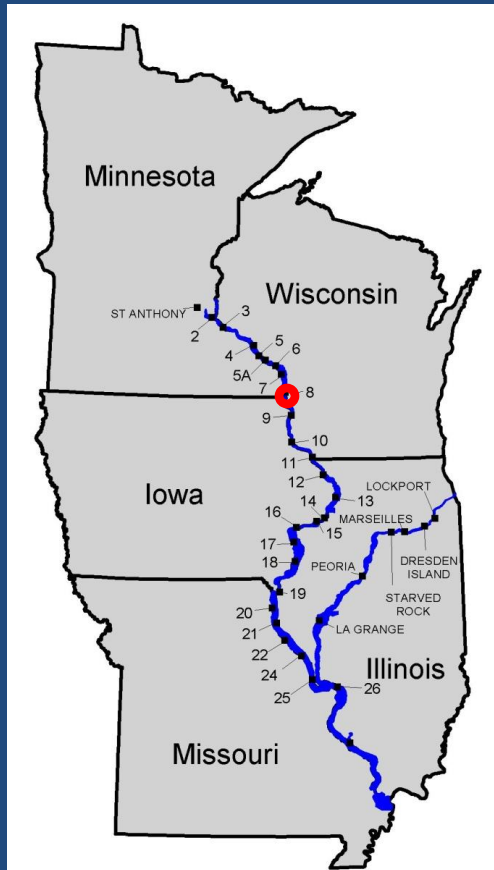 Minnesota
Wisconsin
ST ANTHONY
2
3
4
5
5A
6
7
8
9
10
11
Iowa
12
13
14
15
16
17
18
LOCKPORT
MARSEILLES
DRESDEN
ISLAND
PEORIA
STARVED
ROCK
19
20
21
22
24
25
LA GRANGE
Illinois
26
Missouri